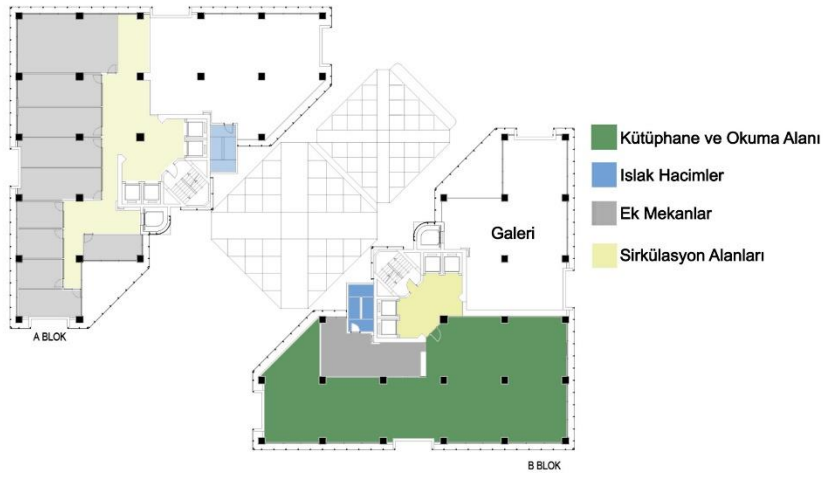 Kütüphane ve Okuma Alanı
Islak Hacimler
Ek Mekanlar
Sirkülasyon Alanları
Galeri
A BLOK
B BLOK